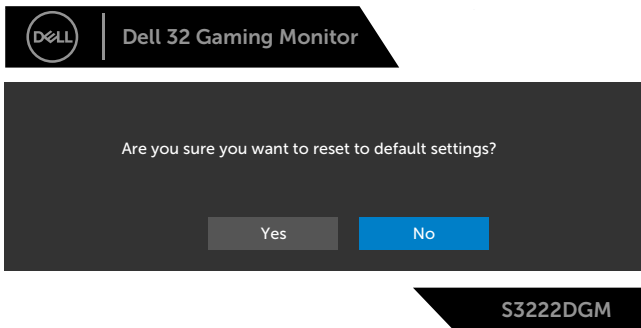 DELL
Dell 32 Gaming Monitor
Are you sure you want to reset to default settings?
Yes No
S3222DGM